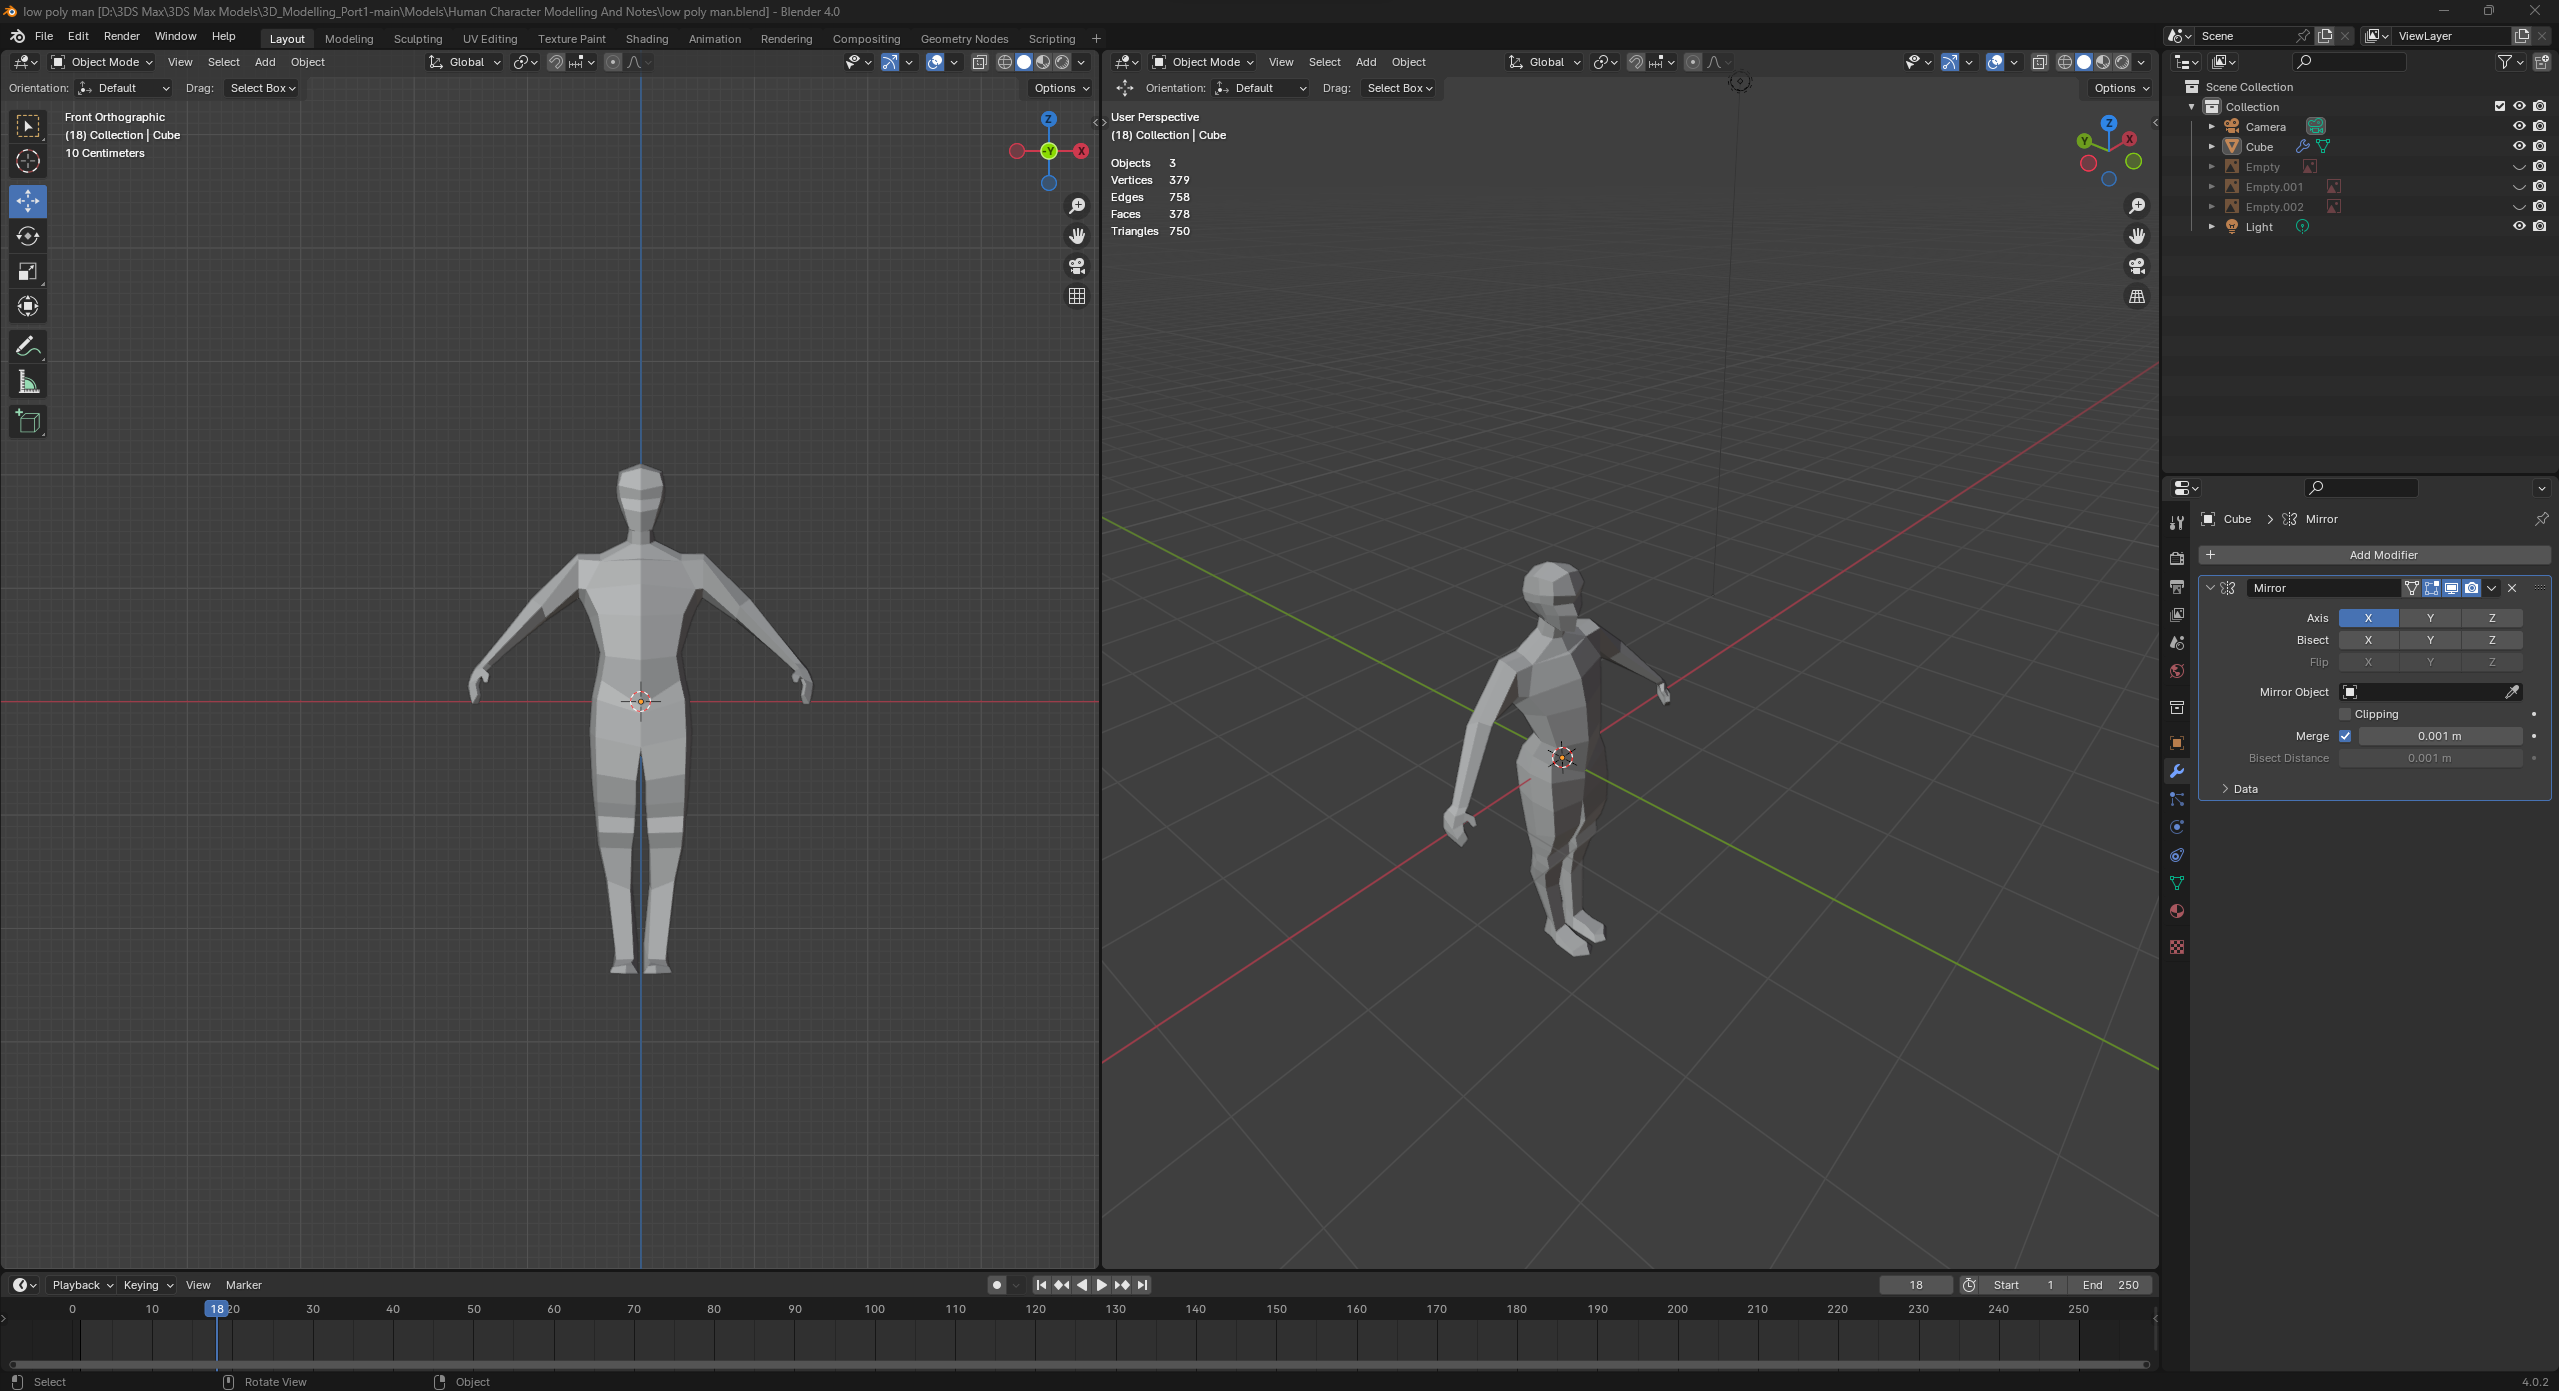 low poly man [D:\3DS Max\3DS Max Models\3D_Modelling_Port1-main\Models\Human Character Modelling And Notes\low poly man.blend] - Blender 4.0
File Edit Render Window Help Layout Modeling Sculpting UV Editing Texture Paint Shading Animation Rendering Compositing Geometry Nodes Scripting + Scene ViewLayer
Object Mode View Select Add Object Global
Orientation: Default Drag: Select Box Options
Front Orthographic
(18) Collection | Cube
10 Centimeters
Z
-Y X
Object Mode View Select Add Object Global
Orientation: Default Drag: Select Box Options
User Perspective
(18) Collection | Cube
Objects 3
Vertices 379
Edges 758
Faces 378
Triangles 750
Z
Y X
Scene Collection
Collection
Camera
Cube
Empty
Empty.001
Empty.002
Light
Cube > Mirror
+ Add Modifier
Mirror
Axis X Y Z
Bisect X Y Z
Flip X Y Z
Mirror Object
Clipping
Merge 0.001 m
Bisect Distance 0.001 m
Data
Playback Keying View Marker 18 Start 1 End 250
0 10 18 20 30 40 50 60 70 80 90 100 110 120 130 140 150 160 170 180 190 200 210 220 230 240 250
Select Rotate View Object 4.0.2